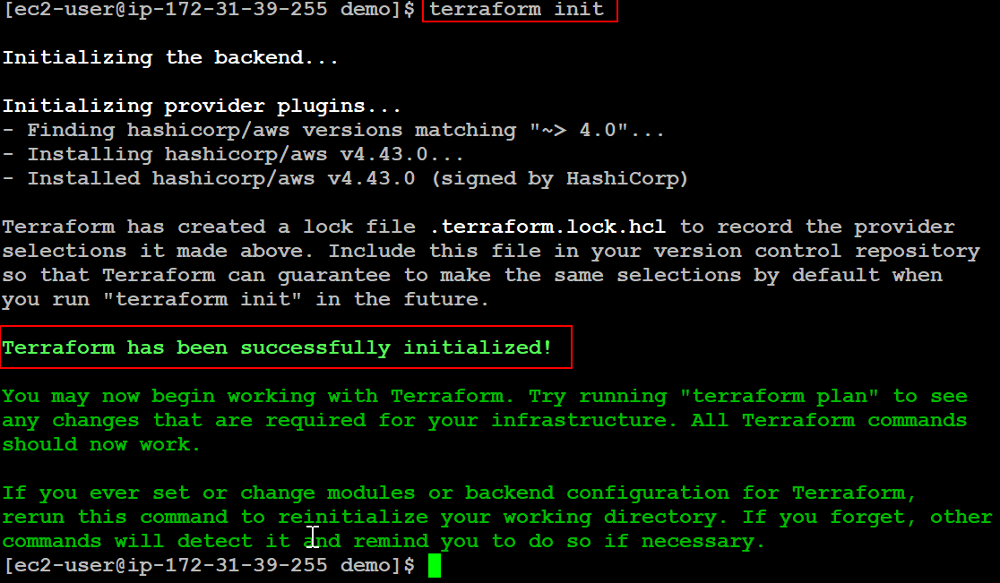 [ec2-user@ip-172-31-39-255 demo]$ terraform init
Initializing the backend...
Initializing provider plugins...
- Finding hashicorp/aws versions matching "~> 4.0"...
- Installing hashicorp/aws v4.43.0...
- Installed hashicorp/aws v4.43.0 (signed by HashiCorp)
Terraform has created a lock file .terraform.lock.hcl to record the provider
selections it made above. Include this file in your version control repository
so that Terraform can guarantee to make the same selections by default when
you run "terraform init" in the future.
Terraform has been successfully initialized!
You may now begin working with Terraform. Try running "terraform plan" to see
any changes that are required for your infrastructure. All Terraform commands
should now work.
If you ever set or change modules or backend configuration for Terraform,
rerun this command to reinitialize your working directory. If you forget, other
commands will detect it and remind you to do so if necessary.
[ec2-user@ip-172-31-39-255 demo]$